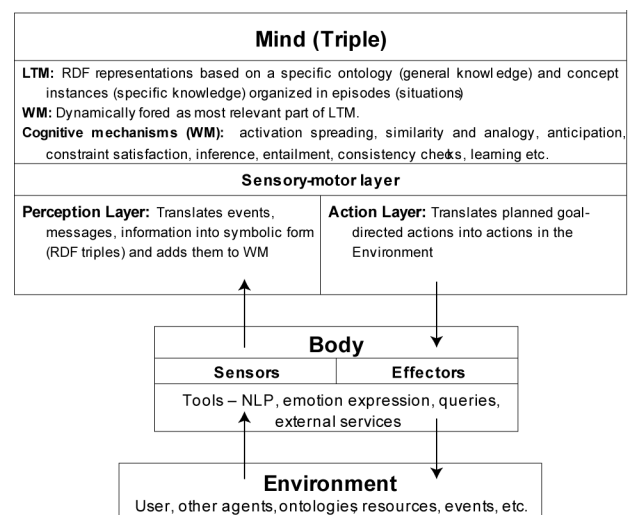 Mind (Triple)
LTM: RDF representations based on a specific ontology (general knowledge) and concept
instances (specific knowledge) organized in episodes (situations)
WM: Dynamically fored as most relevant part of LTM.
Cognitive mechanisms (WM): activation spreading, similarity and analogy, anticipation,
constraint satisfaction, inference, entailment, consistency checks, learning etc.
Sensory-motor layer
Perception Layer: Translates events,
messages, information into symbolic form
(RDF triples) and adds them to WM
Action Layer: Translates planned goal-
directed actions into actions in the
Environment
Body
Sensors
Effectors
Tools – NLP, emotion expression, queries,
external services
Environment
User, other agents, ontologies, resources, events, etc.